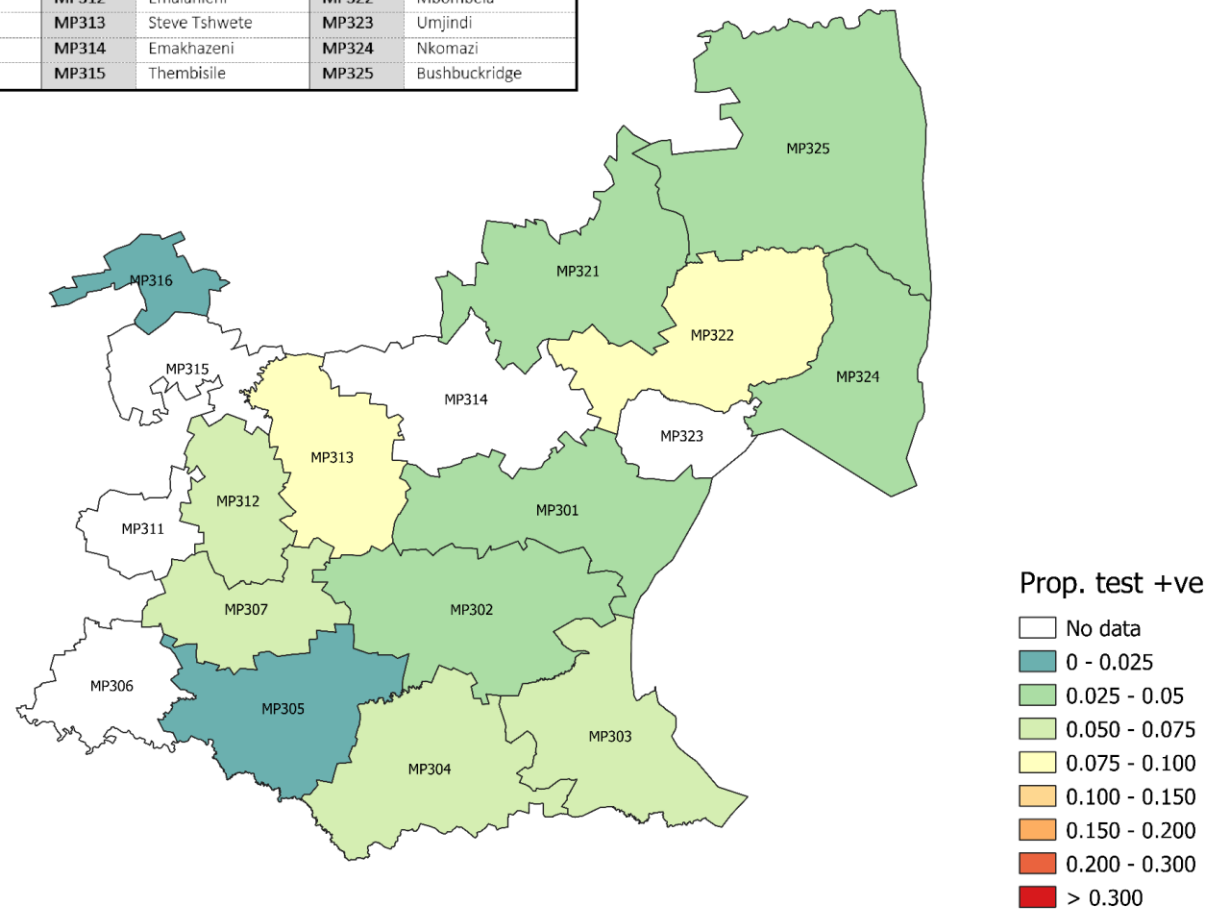 MP313 Steve Tshwete MP323 Umjindi
MP314 Emakhazeni MP324 Nkomazi
MP315 Thembisile MP325 Bushbuckridge
MP325
MP321
MP316
MP322
MP315
MP324
MP314
MP323
MP313
MP312
MP301
MP311
MP307
MP302
MP306
MP305
MP303
MP304
Prop. test +ve
No data
0 - 0.025
0.025 - 0.05
0.050 - 0.075
0.075 - 0.100
0.100 - 0.150
0.150 - 0.200
0.200 - 0.300
> 0.300